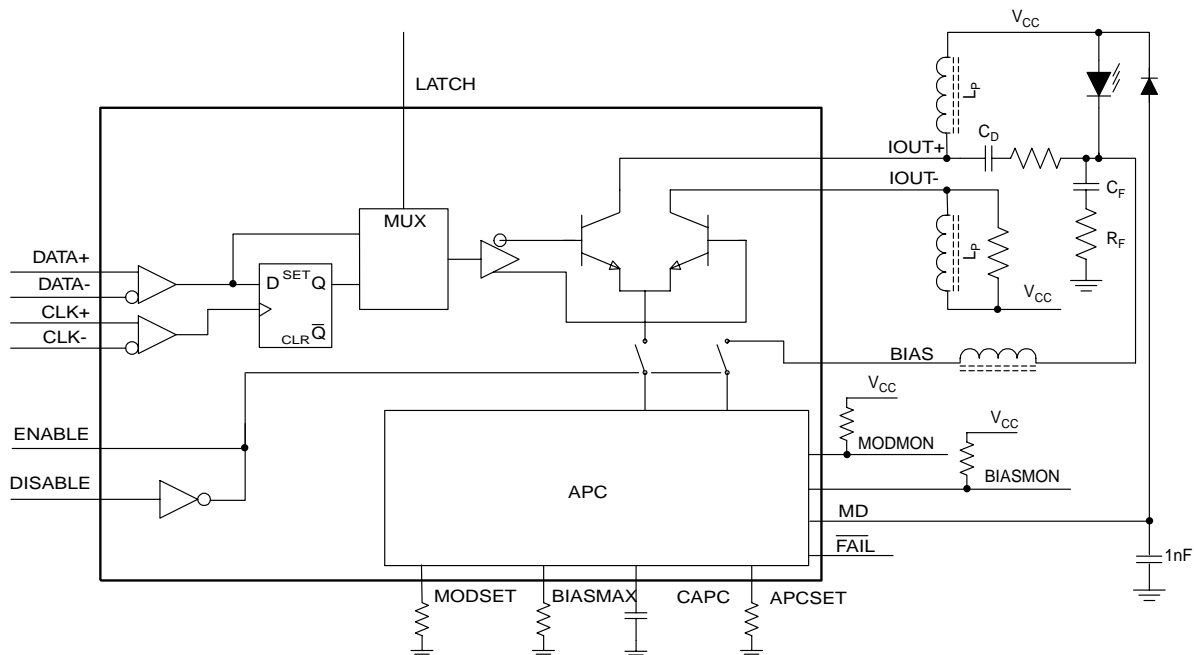 VCC
LATCH
LP
IOUT+
CD
IOUT-
CF
MUX
RF
LP
DATA+
DATA-
D SET Q
CLK+
CLK-
CLR Q̅
VCC
BIAS
VCC
VCC
ENABLE
MODMON
DISABLE
APC
BIASMON
MD
F̅A̅I̅L̅
1nF
MODSET
BIASMAX
CAPC
APCSET